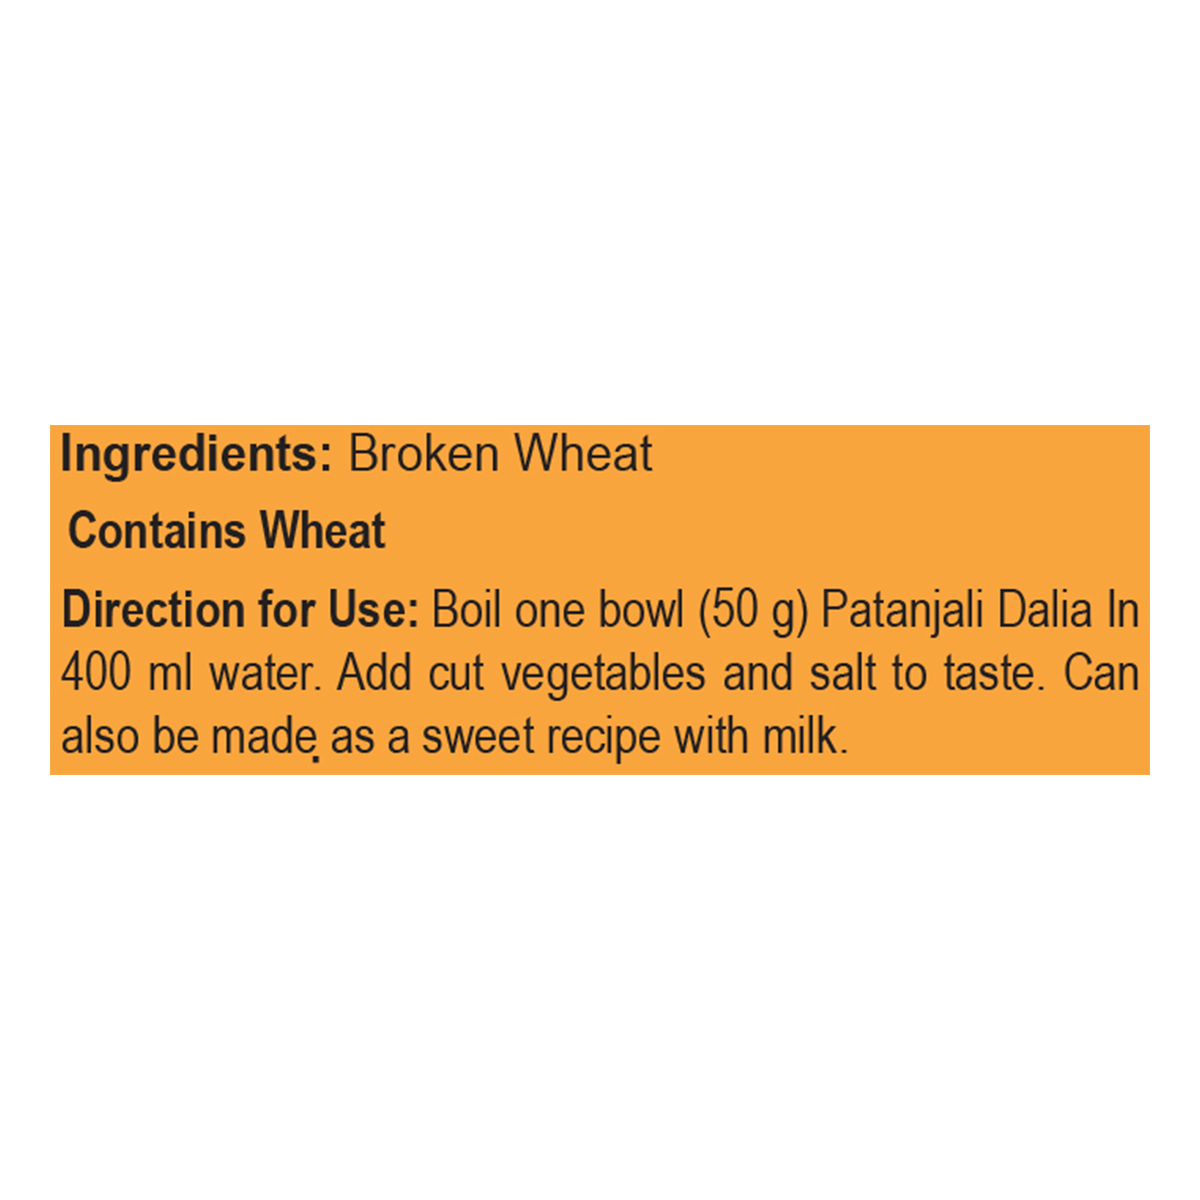 Ingredients: Broken Wheat
Contains Wheat
Direction for Use: Boil one bowl (50 g) Patanjali Dalia In
400 ml water. Add cut vegetables and salt to taste. Can
also be made as a sweet recipe with milk.